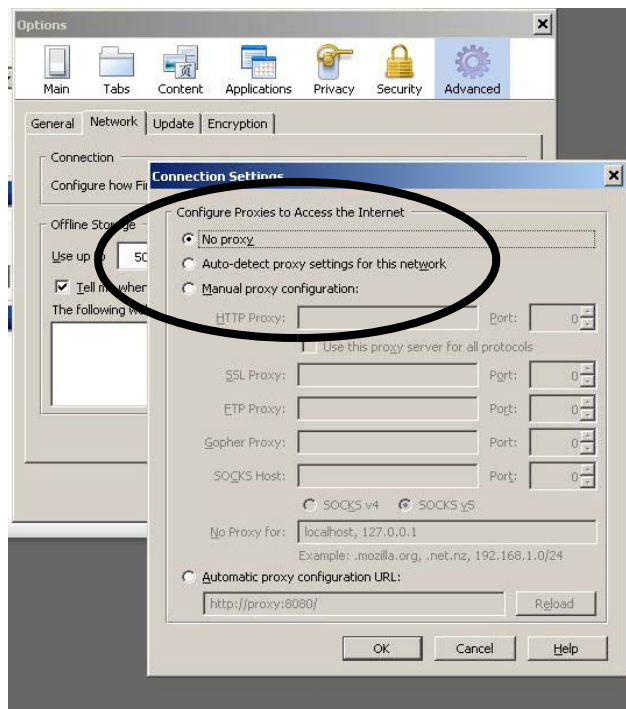 Options
Main Tabs Content Applications Privacy Security Advanced
General Network Update Encryption
Connection
Configure how Fi
Connection Settings
Configure Proxies to Access the Internet
No proxy
Auto-detect proxy settings for this network
Manual proxy configuration:
HTTP Proxy: Port: 0
Use this proxy server for all protocols
SSL Proxy: Port: 0
FTP Proxy: Port: 0
Gopher Proxy: Port: 0
SOCKS Host: Port: 0
SOCKS v4 SOCKS v5
No Proxy for: localhost, 127.0.0.1
Example: .mozilla.org, .net.nz, 192.168.1.0/24
Automatic proxy configuration URL:
http://proxy:8080/ Reload
OK Cancel Help
Offline Storage
Use up 50
Tell me when
The following